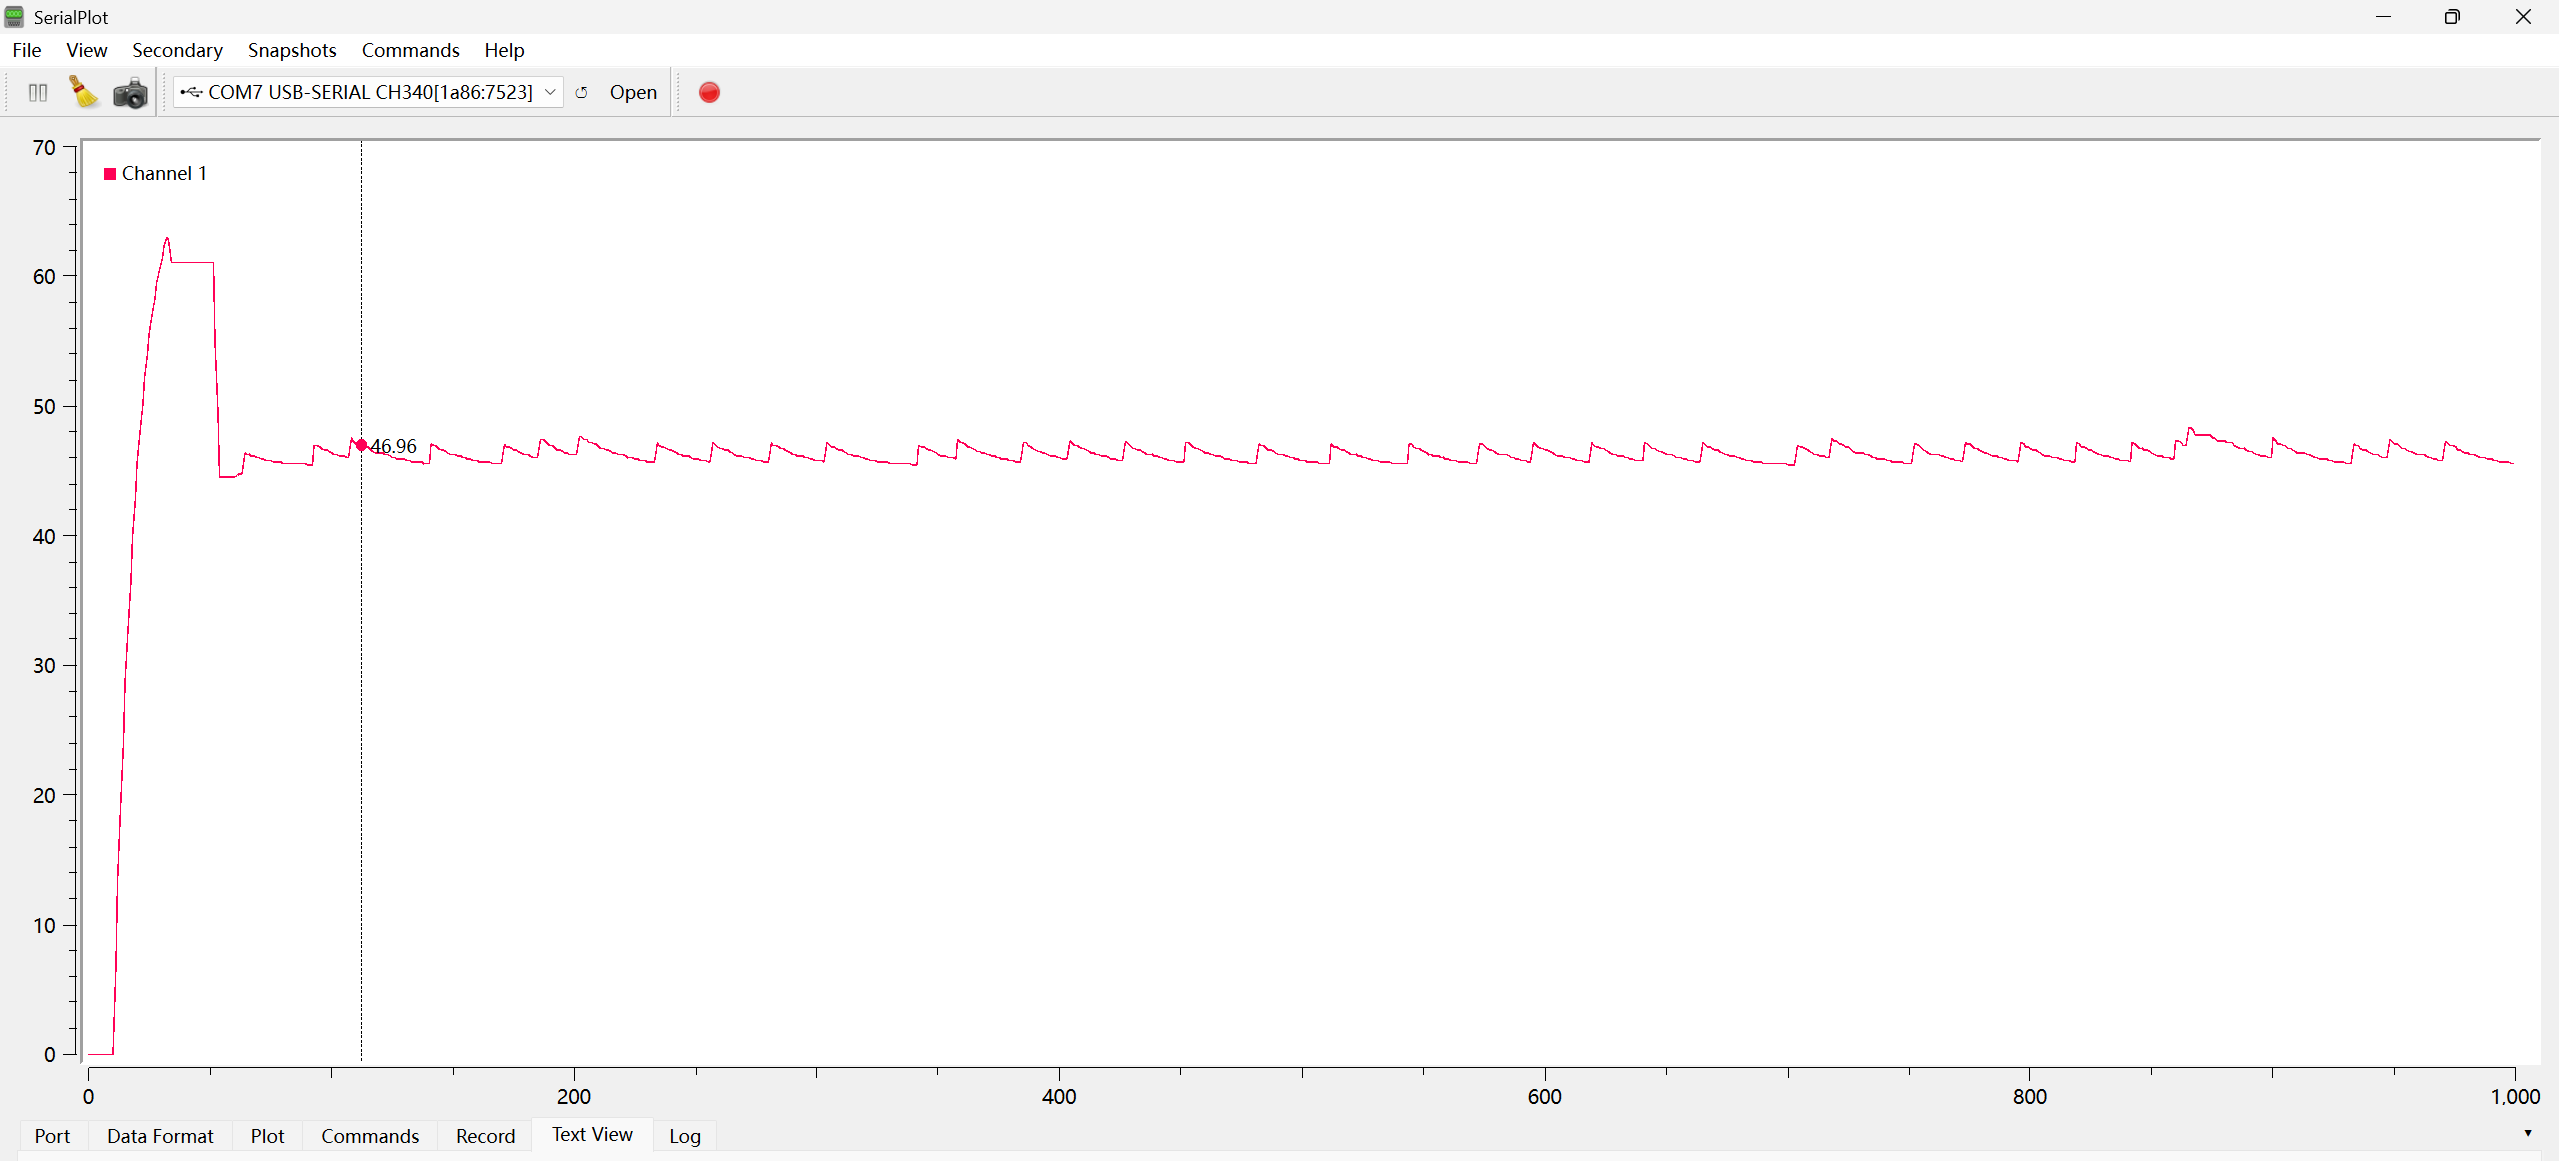 SerialPlot
File View Secondary Snapshots Commands Help
COM7 USB-SERIAL CH340[1a86:7523] Open
70
Channel 1
60
50
46.96
40
30
20
10
0
0 200 400 600 800 1,000
Port Data Format Plot Commands Record Text View Log